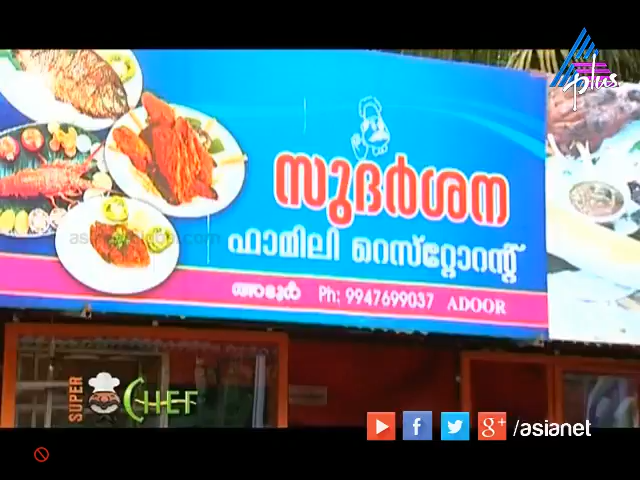 plus
സുദർശന
ഫാമിലി റെസ്റ്റോറന്റ്
അടൂർ Ph: 9947699037 ADOOR
SUPER CHEF
/asianet